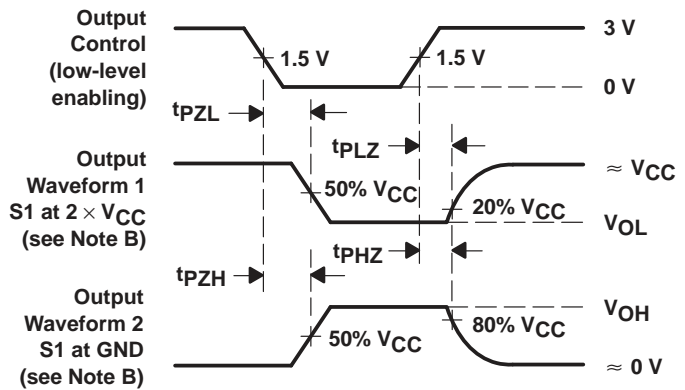 Output
Control
(low-level
enabling)
1.5 V
1.5 V
3 V
0 V
tPZL
tPLZ
Output
Waveform 1
S1 at 2 × VCC
(see Note B)
50% VCC
20% VCC
≈ VCC
VOL
tPZH
tPHZ
Output
Waveform 2
S1 at GND
(see Note B)
50% VCC
80% VCC
VOH
≈ 0 V